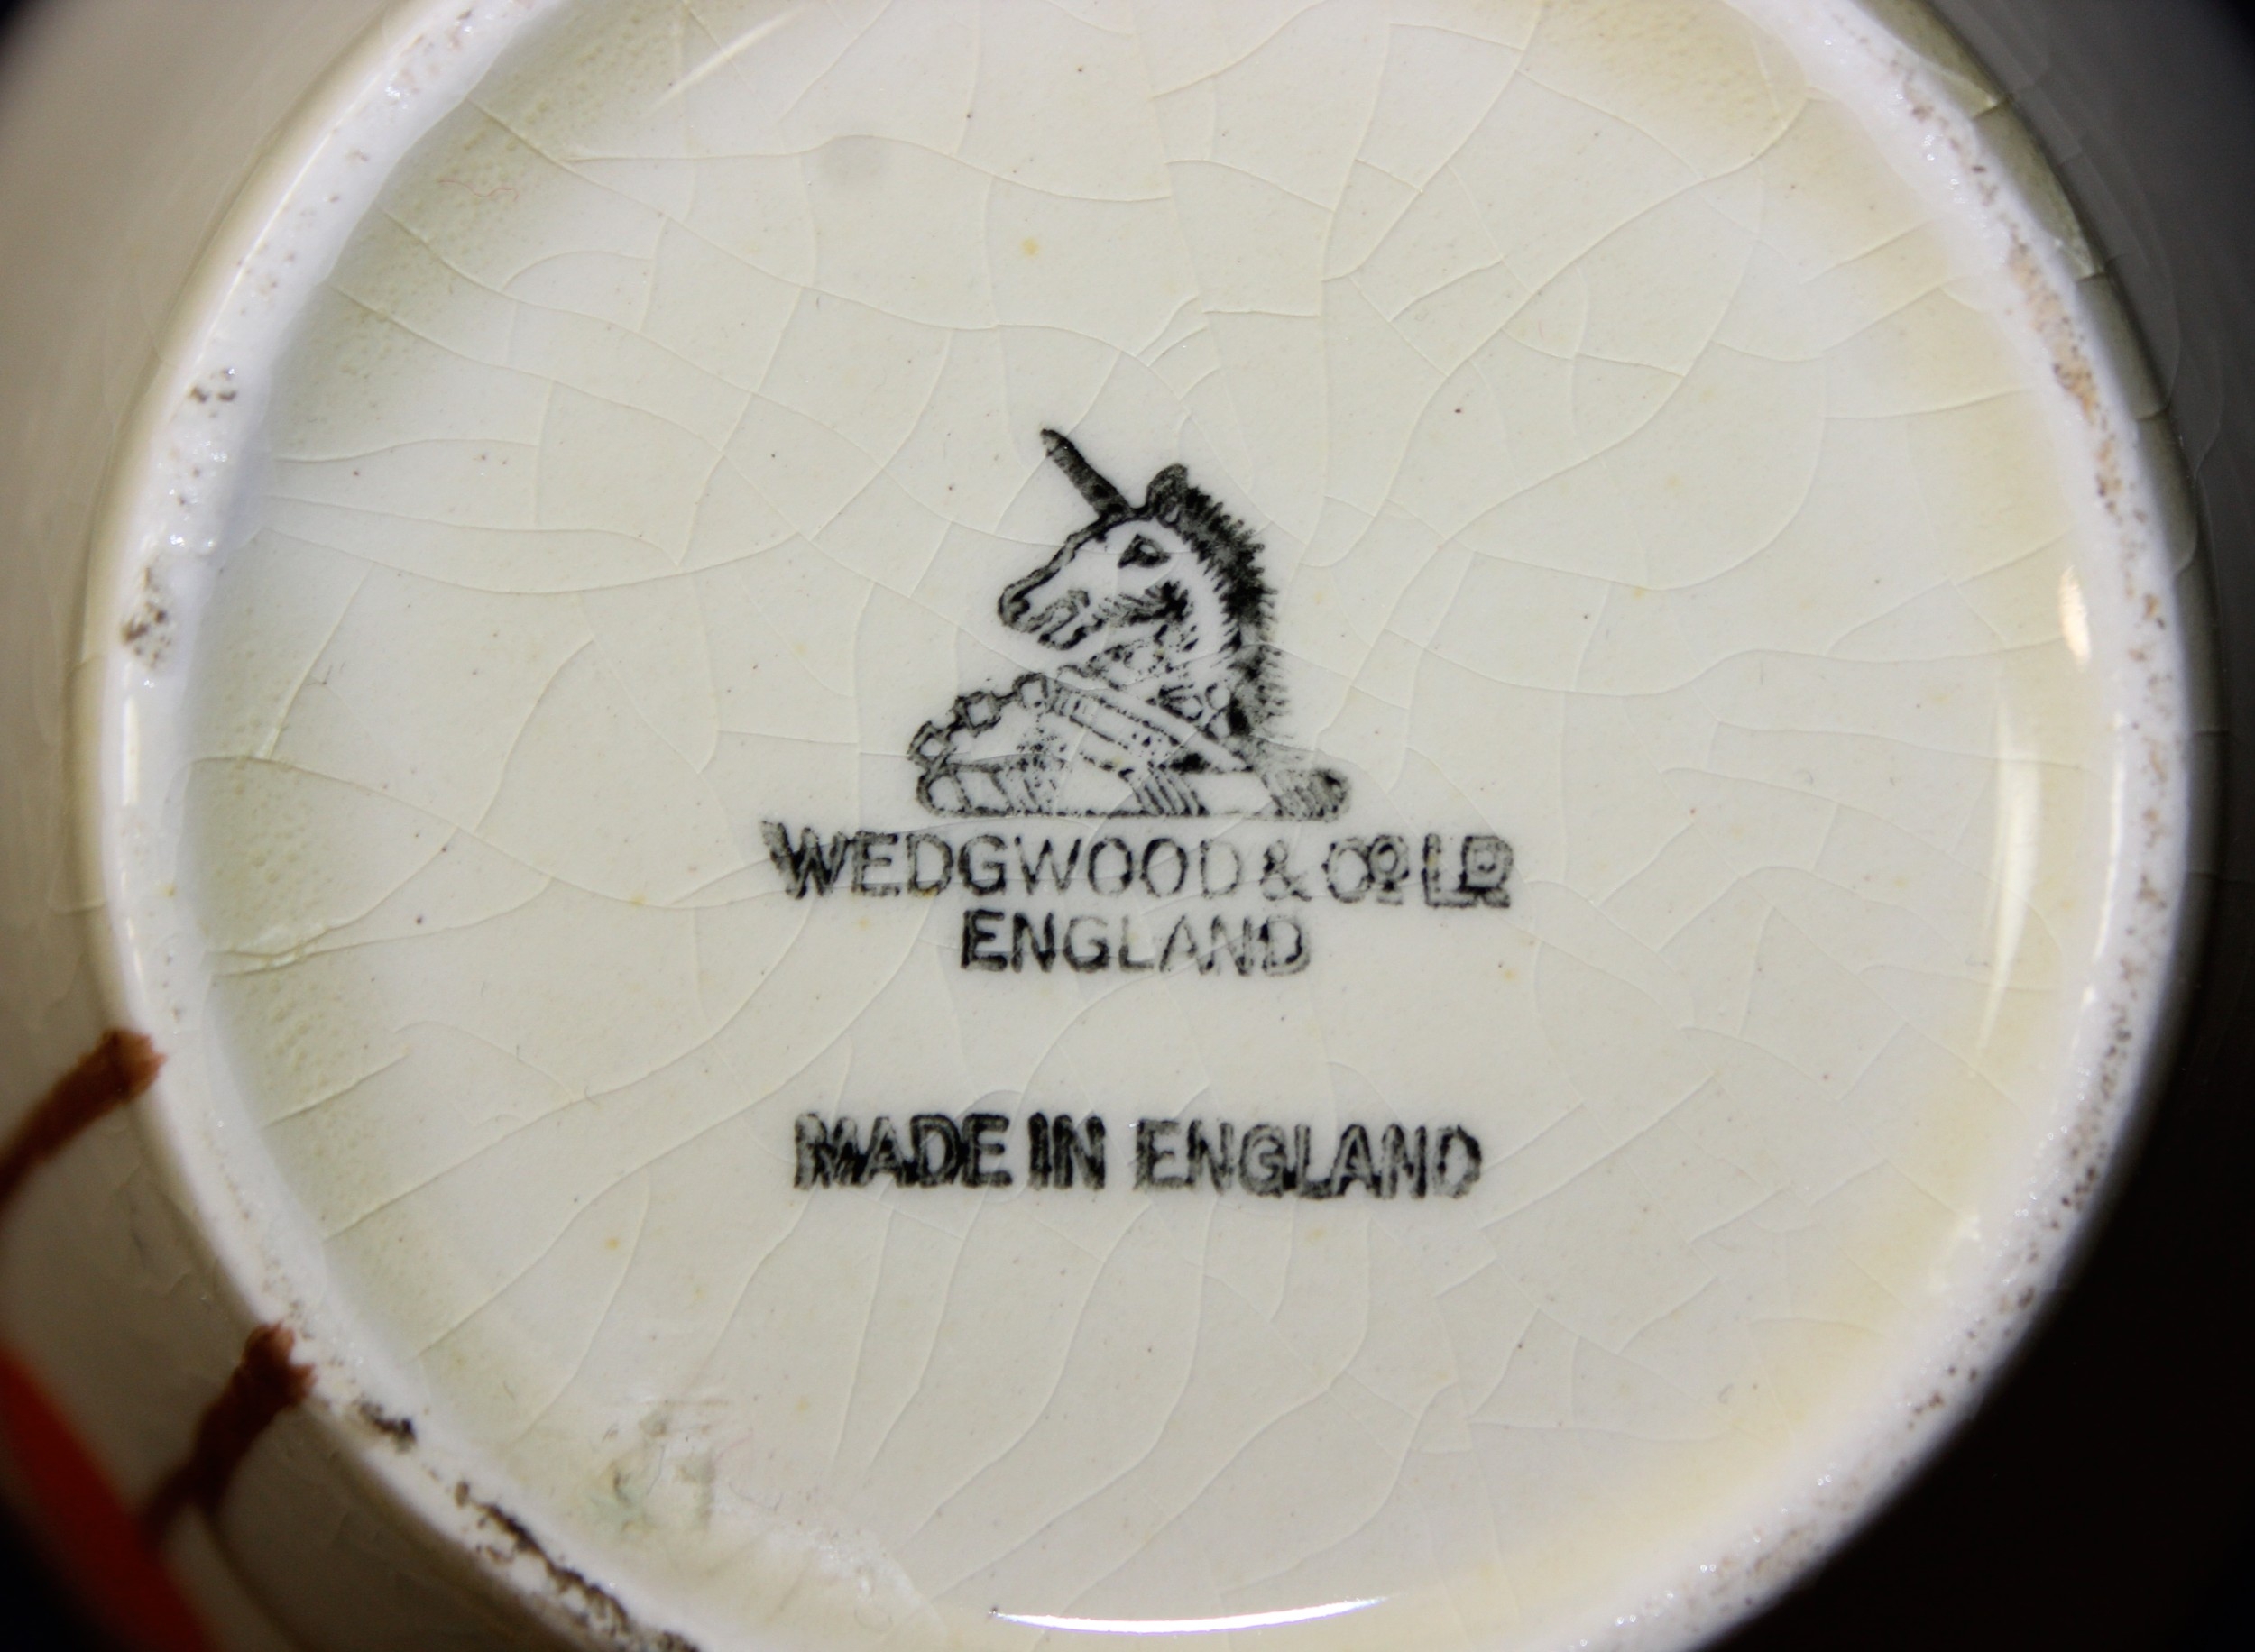 WEDGWOOD & Cº Lᴰ
ENGLAND
MADE IN ENGLAND